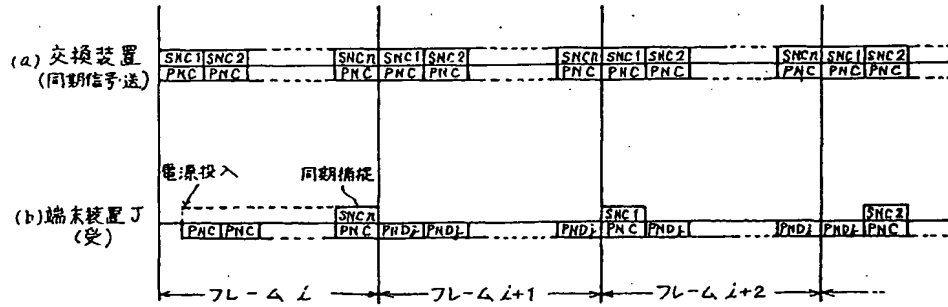 (a) 交換装置
(同期信号・送)
SNC1 SNC2 SNCn SNC1 SNC2 SNCn SNC1 SNC2 SNCn SNC1 SNC2
PNC PNC PNC PNC PNC PNC PNC PNC PNC PNC PNC
電源投入 同期捕捉
(b) 端末装置J
(受)
SNCn SNC1 SNC2
PNC PNC PNC PNDj PNDj PNDj PNC PNDj PNDj PNDj PNC
フレーム i フレーム i+1 フレーム i+2